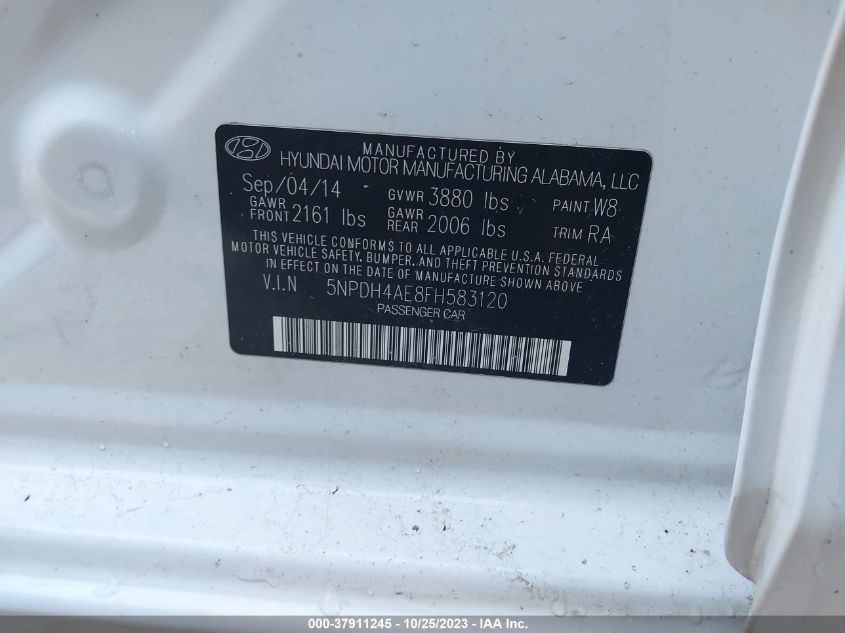 MANUFACTURED BY
HYUNDAI MOTOR MANUFACTURING ALABAMA, LLC
Sep/04/14 GVWR 3880 lbs PAINT W8
GAWR FRONT 2161 lbs GAWR REAR 2006 lbs TRIM RA
THIS VEHICLE CONFORMS TO ALL APPLICABLE U.S.A. FEDERAL
MOTOR VEHICLE SAFETY, BUMPER, AND THEFT PREVENTION STANDARDS
IN EFFECT ON THE DATE OF MANUFACTURE SHOWN ABOVE
V.I.N 5NPDH4AE8FH583120
PASSENGER CAR
000-37911245 - 10/25/2023 - IAA Inc.